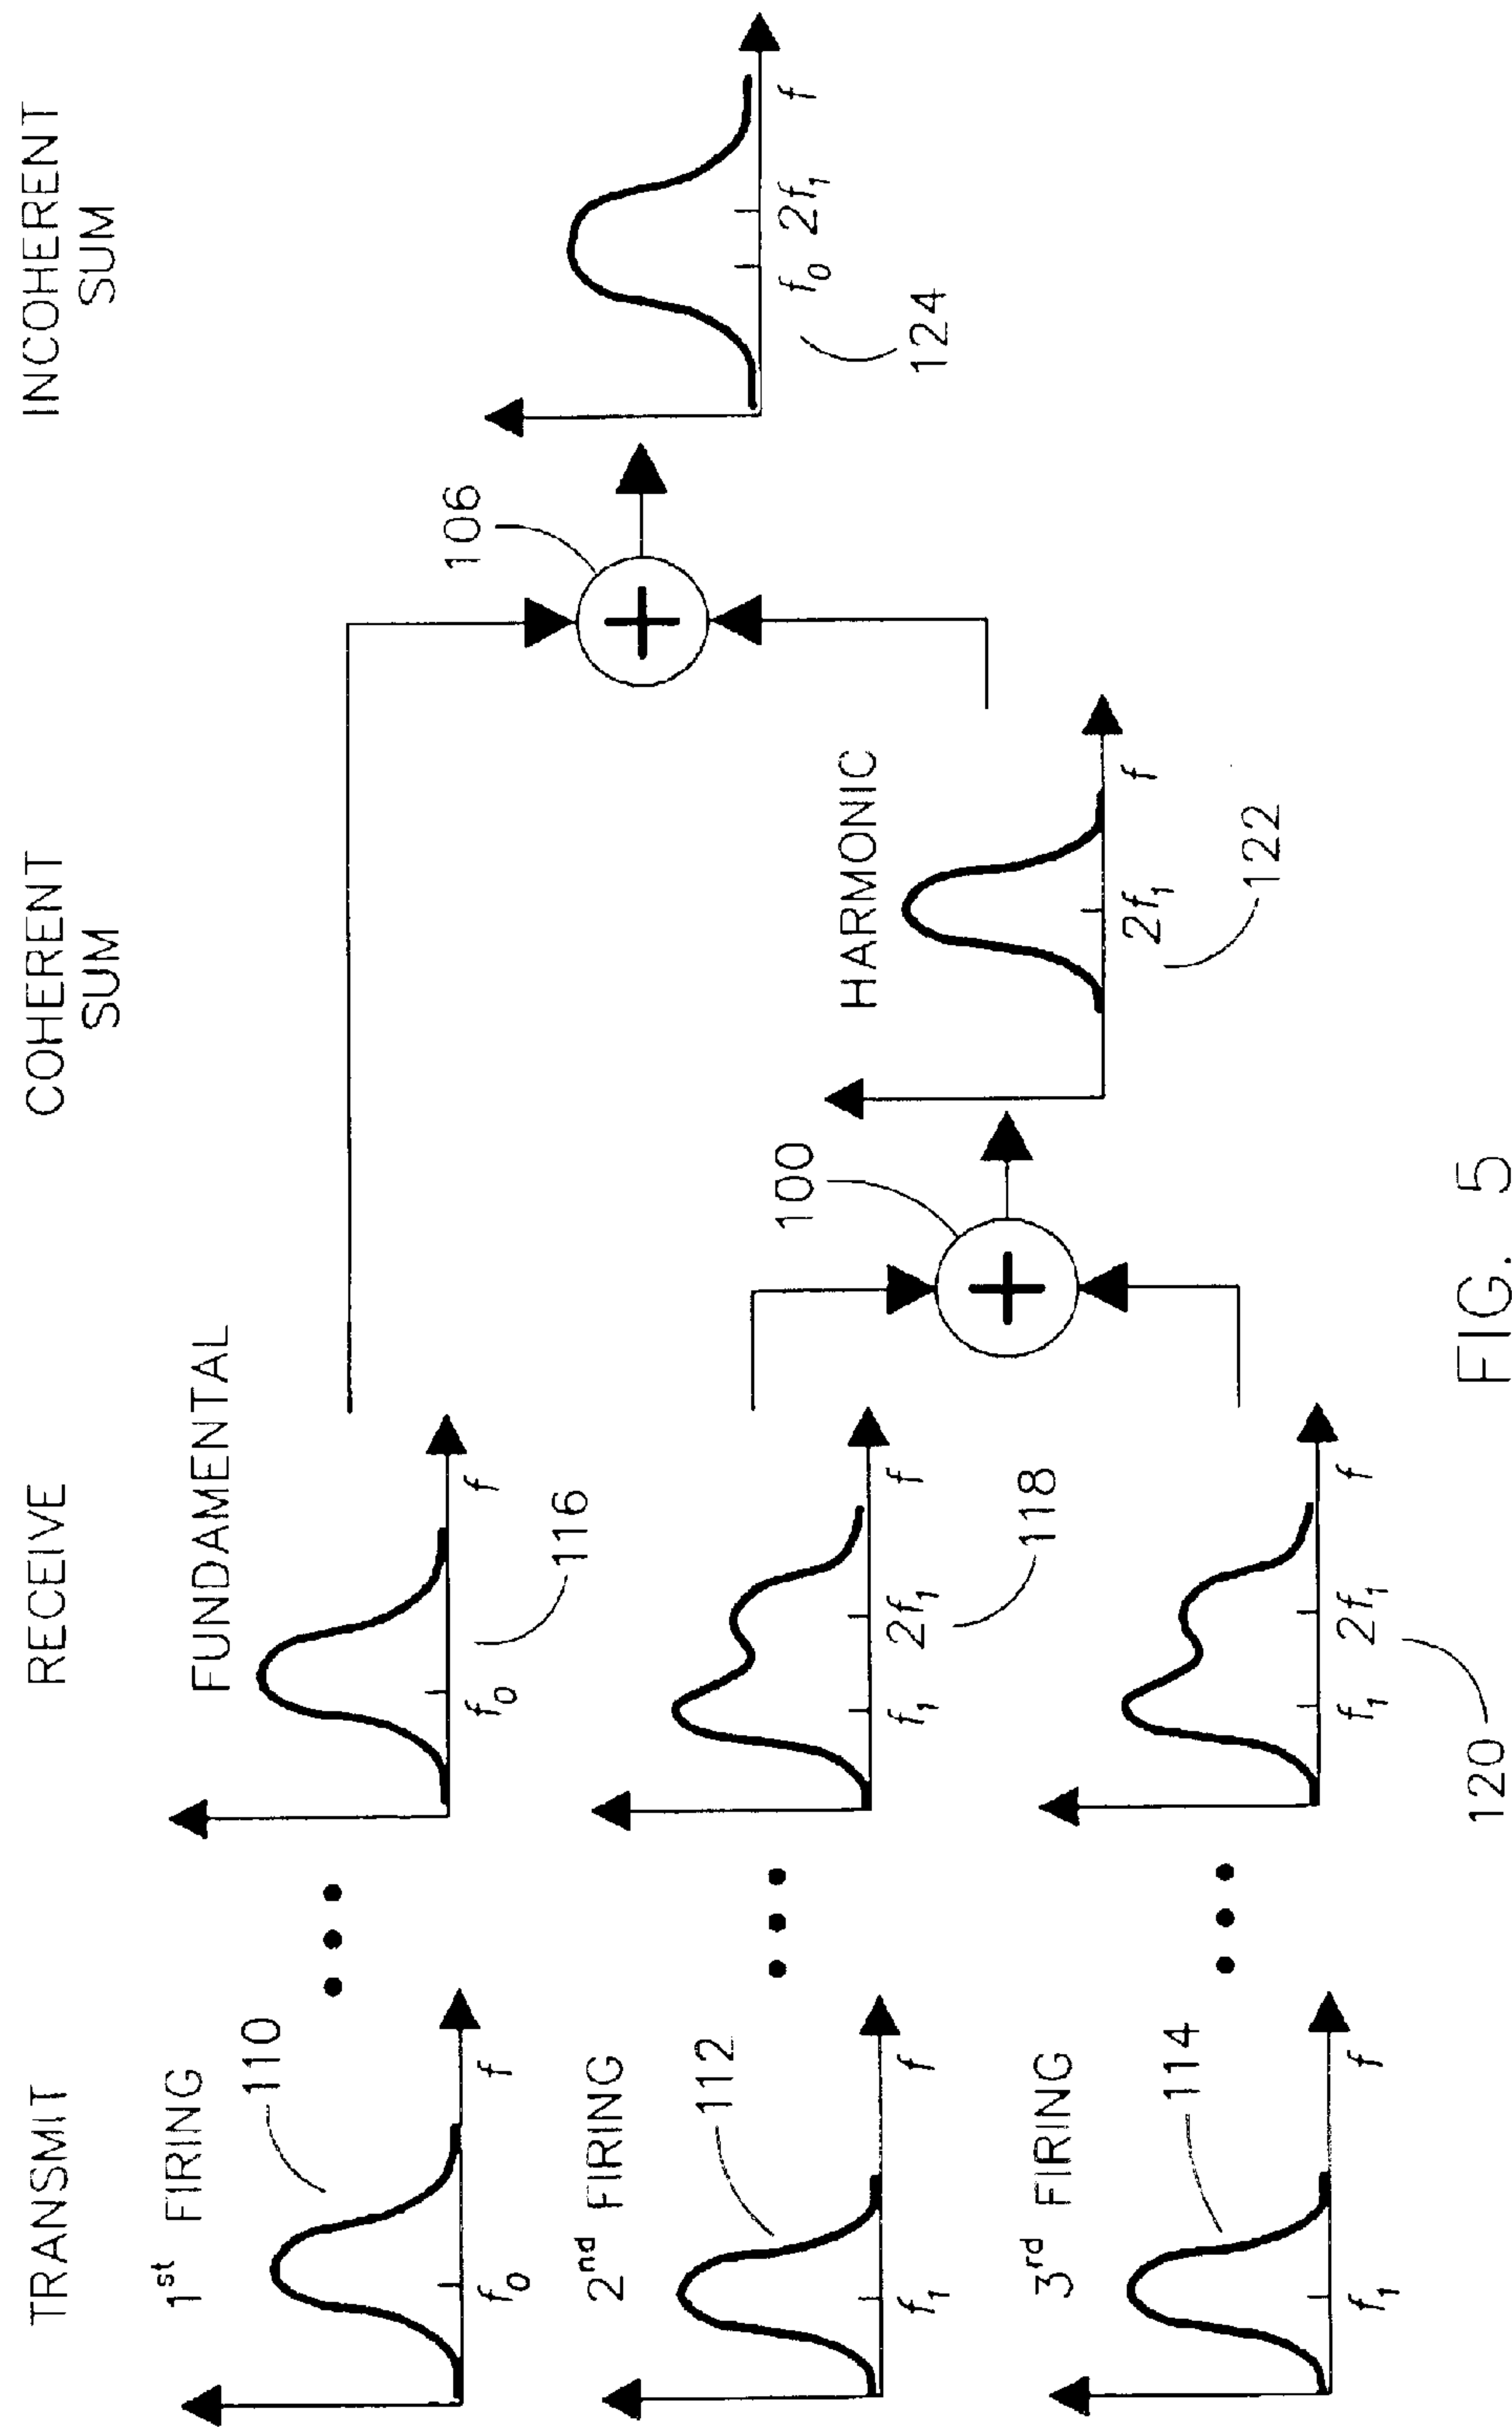 TRANSMIT
RECEIVE
COHERENT
SUM
INCOHERENT
SUM
1st FIRING
110
f0
f
FUNDAMENTAL
f0
f
116
106
f0 2f1 f
124
2nd FIRING
112
f1
f
f1 2f1 f
118
100
HARMONIC
2f1
f
122
3rd FIRING
114
f1
f
f1 2f1 f
120
FIG. 5